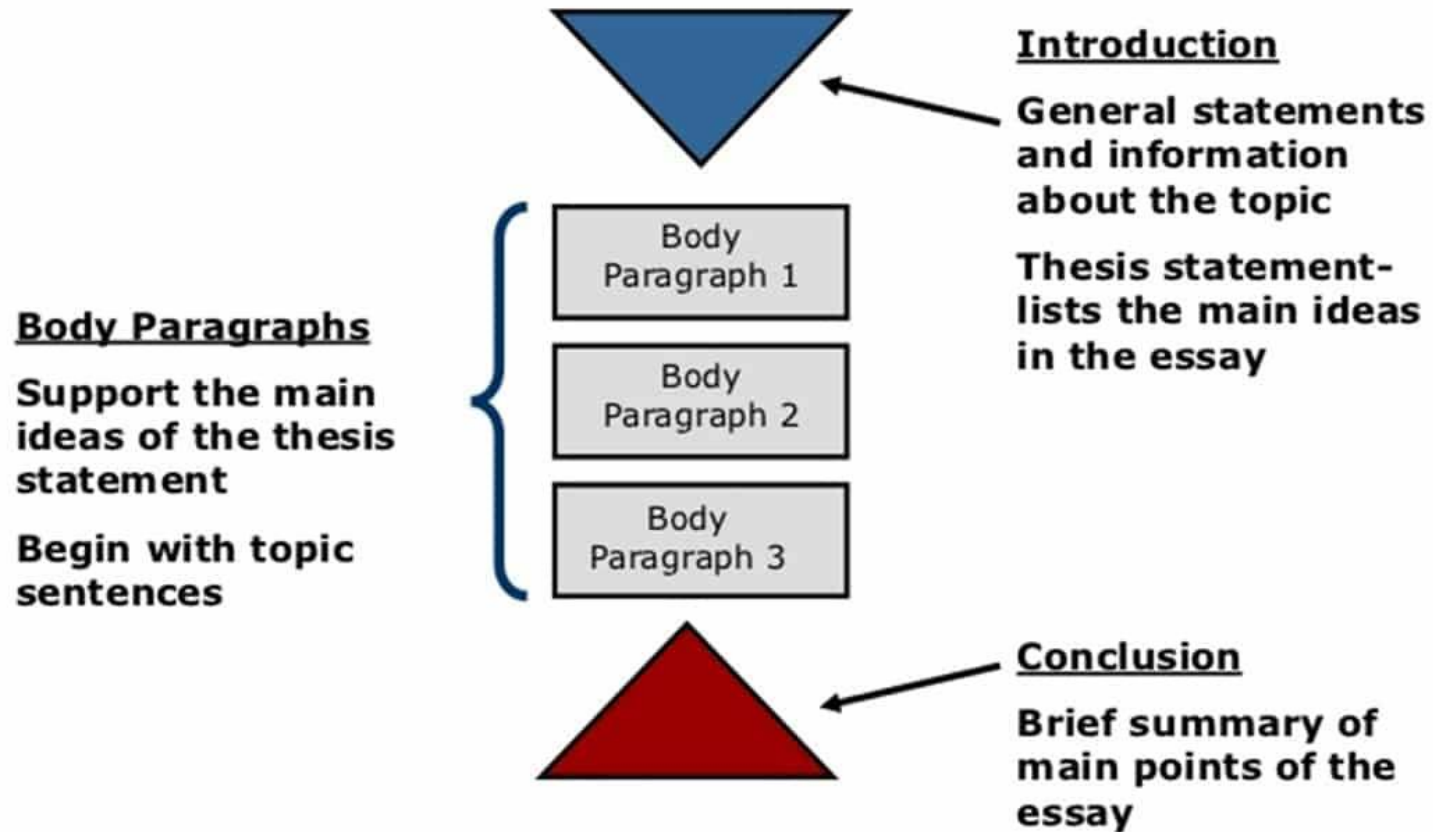 Introduction
General statements
and information
about the topic
Thesis statement-
lists the main ideas
in the essay
Body
Paragraph 1
Body
Paragraph 2
Body
Paragraph 3
Body Paragraphs
Support the main
ideas of the thesis
statement
Begin with topic
sentences
Conclusion
Brief summary of
main points of the
essay